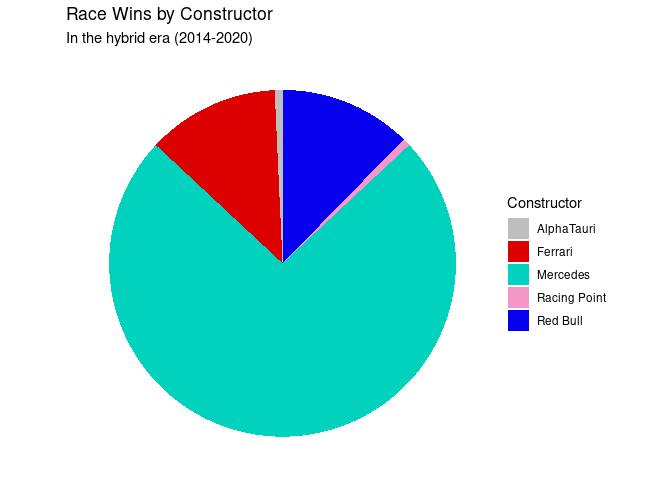 Race Wins by Constructor
In the hybrid era (2014-2020)
Constructor
AlphaTauri
Ferrari
Mercedes
Racing Point
Red Bull